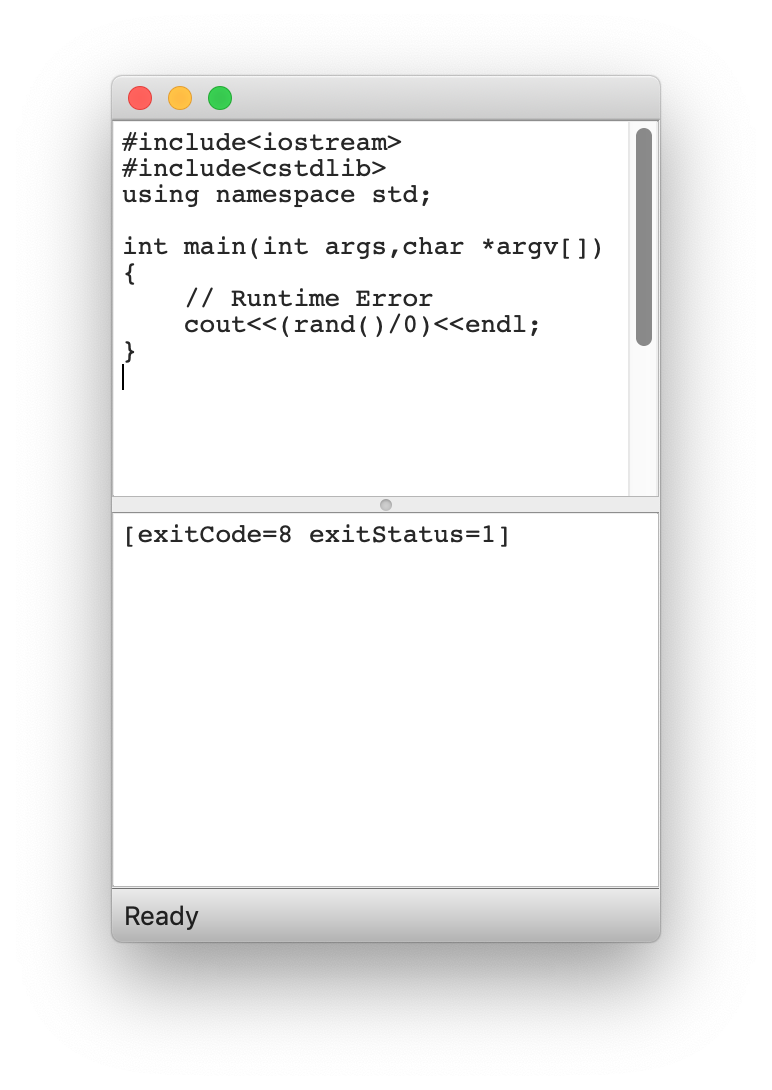 #include<iostream>
#include<cstdlib>
using namespace std;

int main(int args,char *argv[])
{
    // Runtime Error
    cout<<(rand()/0)<<endl;
}
[exitCode=8 exitStatus=1]
Ready